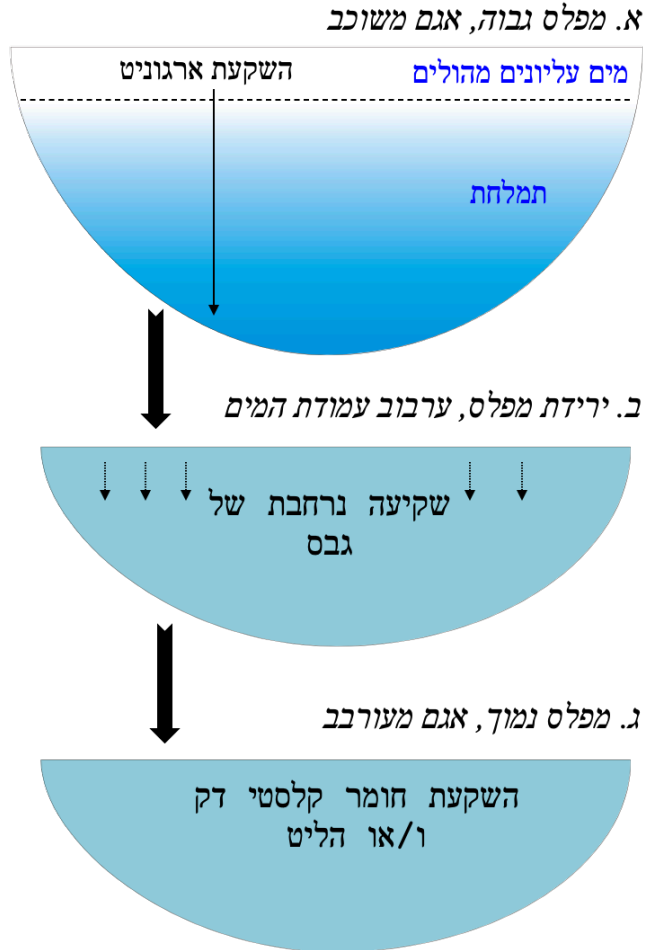 א. מפלס גבוה, אגם משוכב
השקעת ארגוניט
מים עליונים מהולים
תמלחת
ב. ירידת מפלס, ערבוב עמודת המים
שקיעה נרחבת של
גבס
ג. מפלס נמוך, אגם מעורבב
השקעת חומר קלסטי דק
ו/או הליט